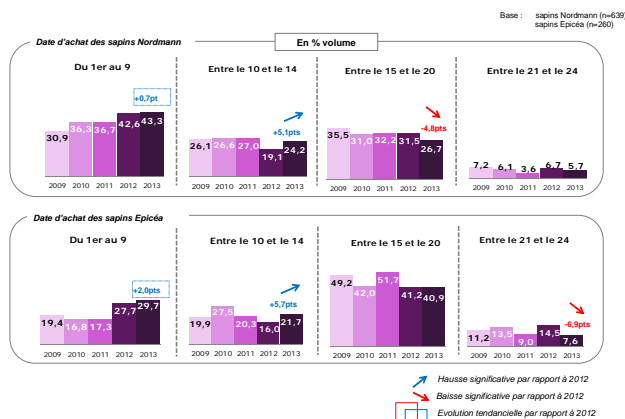 Base : sapins Nordmann (n=639)
sapins Epicéa (n=260)
Date d'achat des sapins Nordmann
En % volume
Du 1er au 9
Entre le 10 et le 14
Entre le 15 et le 20
Entre le 21 et le 24
+0,7pt
+5,1pts
-4,8pts
30,9 36,3 36,7 42,6 43,3
26,1 26,6 27,0 19,1 24,2
35,5 31,0 32,2 31,5 26,7
7,2 6,1 3,6 6,7 5,7
2009 2010 2011 2012 2013
2009 2010 2011 2012 2013
2009 2010 2011 2012 2013
2009 2010 2011 2012 2013
Date d'achat des sapins Epicéa
Du 1er au 9
Entre le 10 et le 14
Entre le 15 et le 20
Entre le 21 et le 24
+2,0pts
+5,7pts
-6,9pts
19,4 16,8 17,3 27,7 29,7
19,9 27,5 20,3 16,0 21,7
49,2 42,0 51,7 41,2 40,9
11,2 13,5 9,0 14,5 7,6
2009 2010 2011 2012 2013
2009 2010 2011 2012 2013
2009 2010 2011 2012 2013
2009 2010 2011 2012 2013
Hausse significative par rapport à 2012
Baisse significative par rapport à 2012
Evolution tendancielle par rapport à 2012